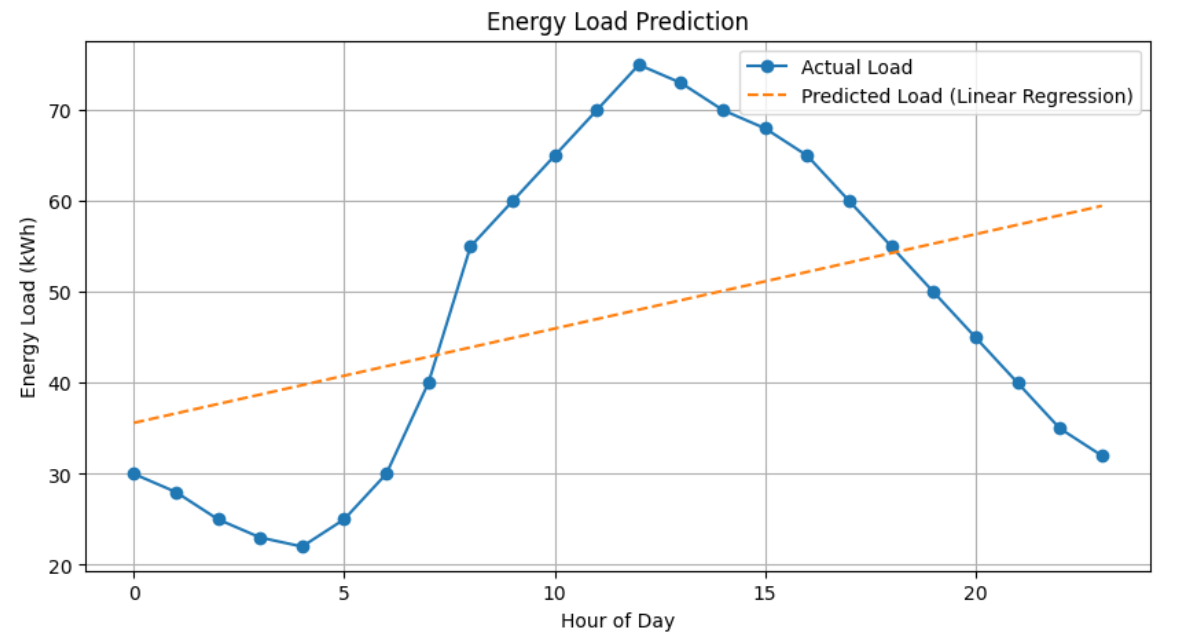 Energy Load Prediction
Actual Load
Predicted Load (Linear Regression)
Energy Load (kWh)
70
60
50
40
30
20
0 5 10 15 20
Hour of Day